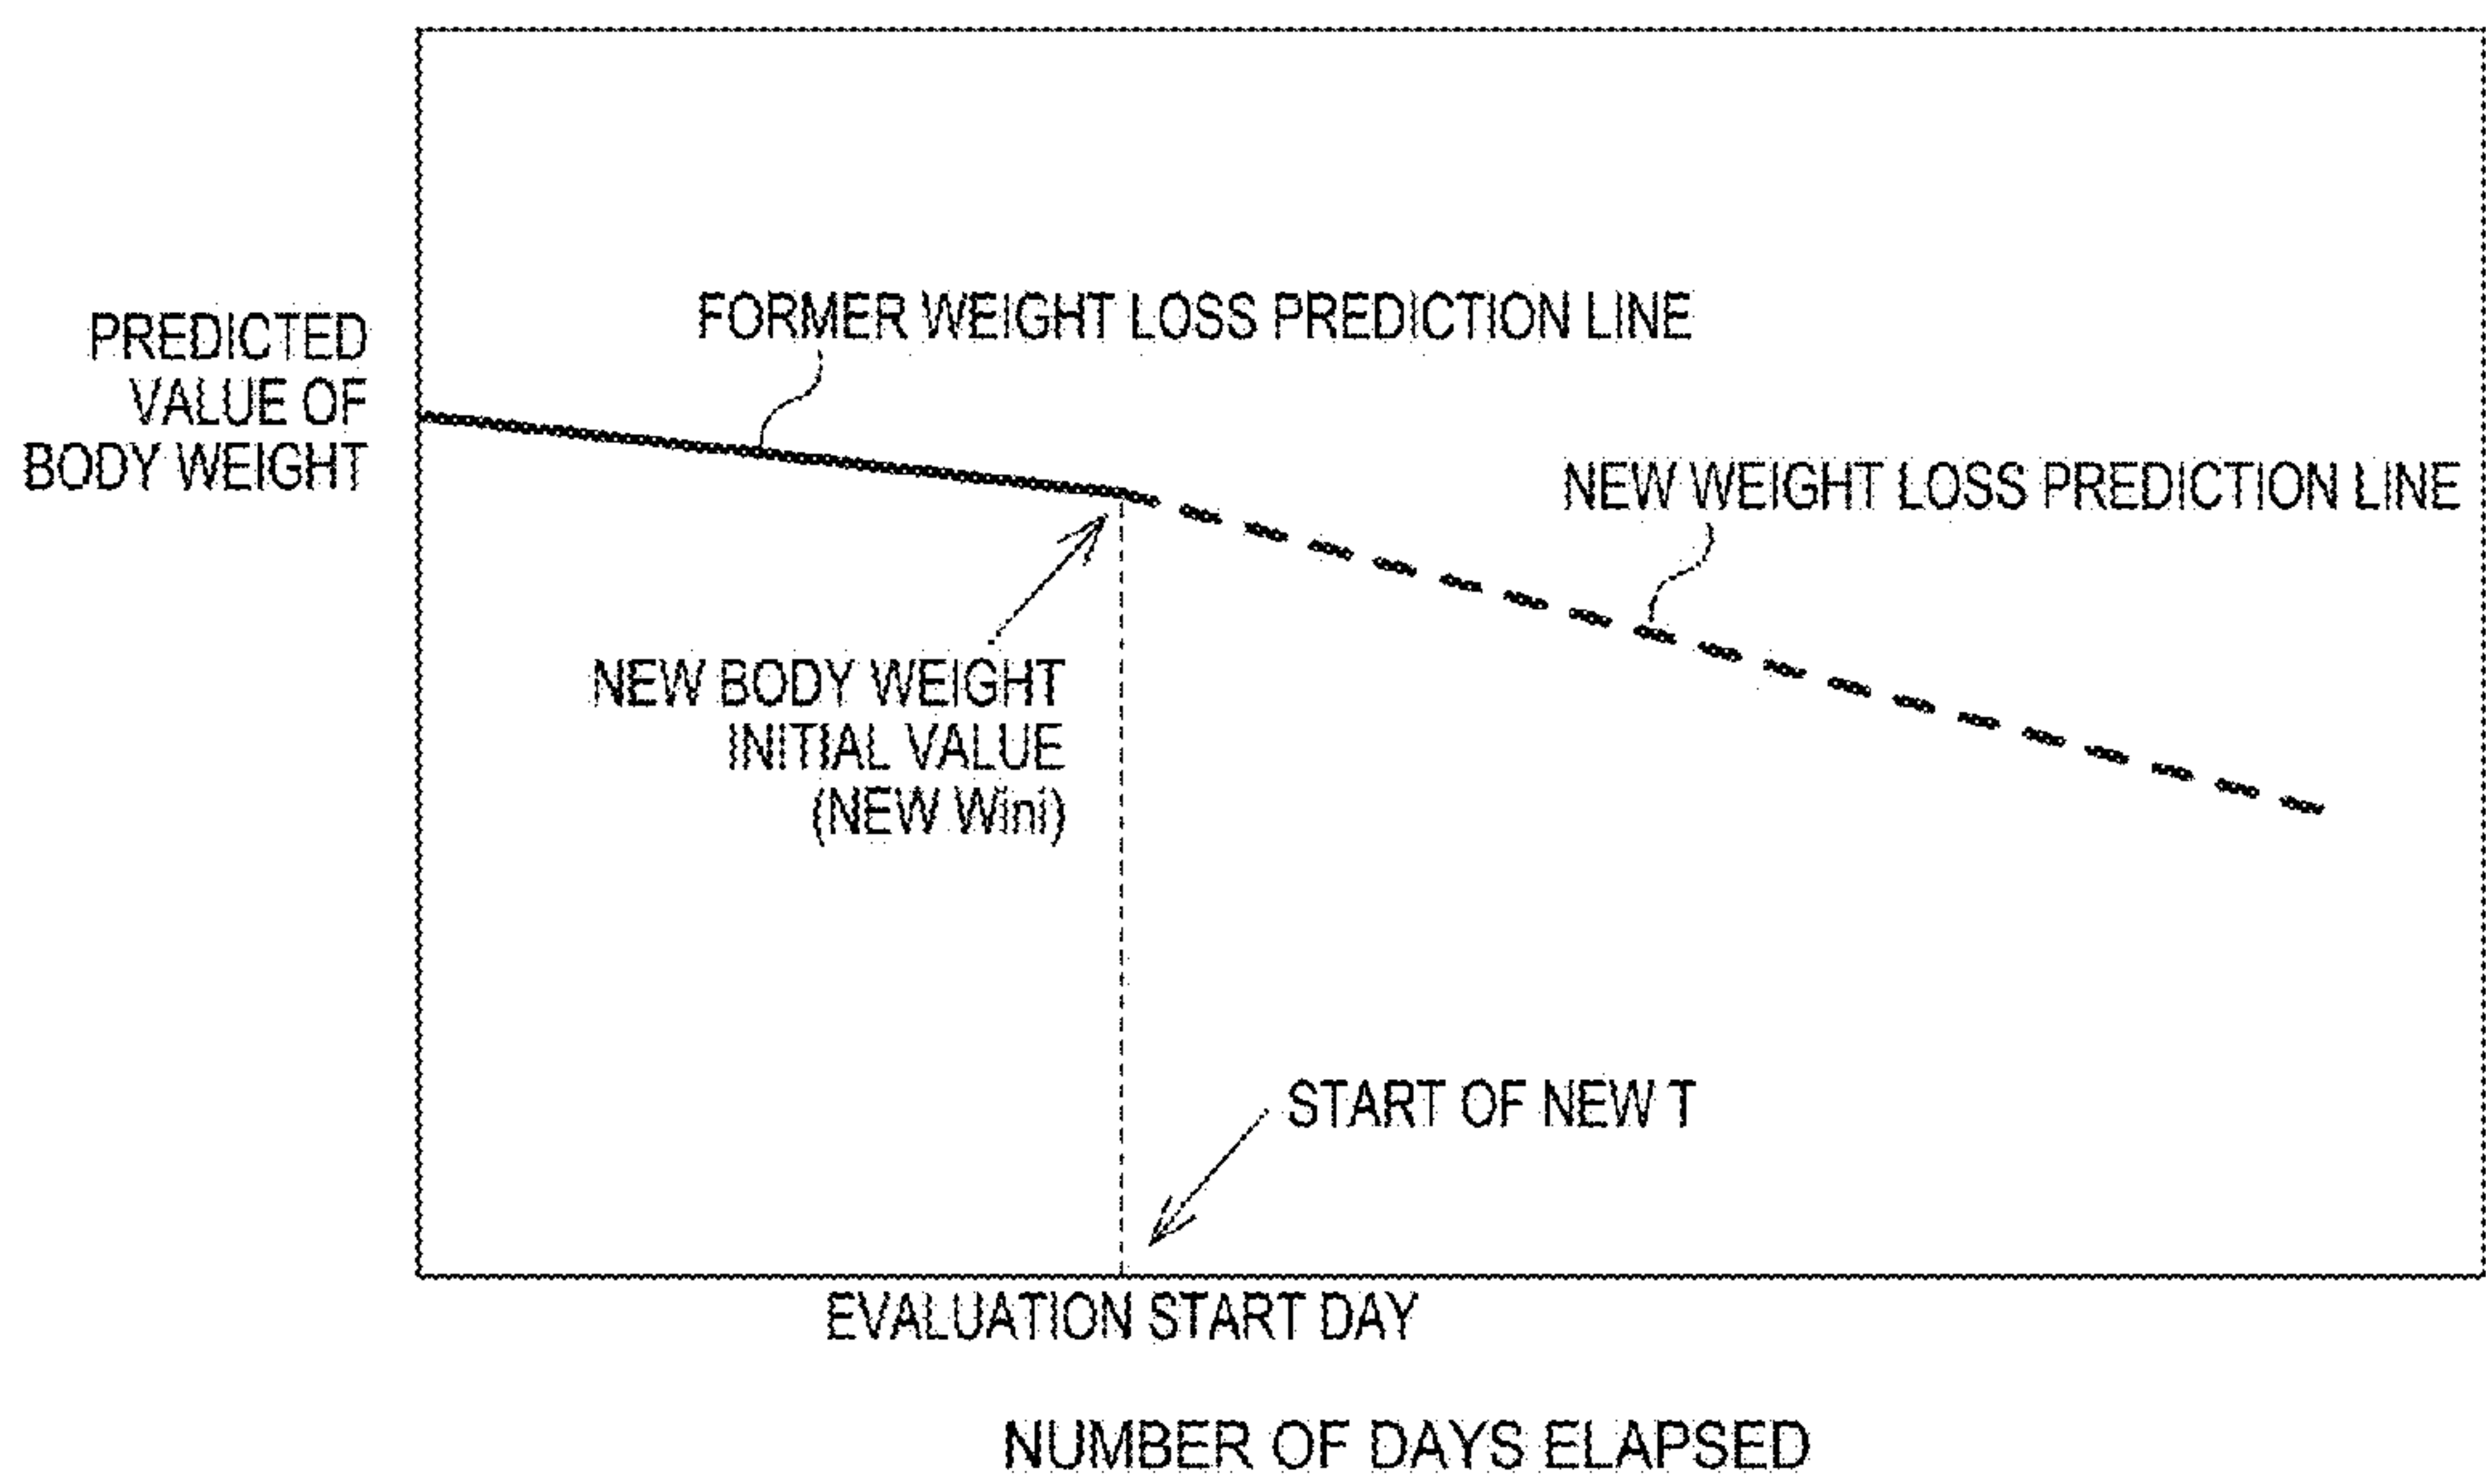 FORMER WEIGHT LOSS PREDICTION LINE
PREDICTED
VALUE OF
BODY WEIGHT
NEW WEIGHT LOSS PREDICTION LINE
NEW BODY WEIGHT
INITIAL VALUE
(NEW Wini)
START OF NEW T
EVALUATION START DAY
NUMBER OF DAYS ELAPSED